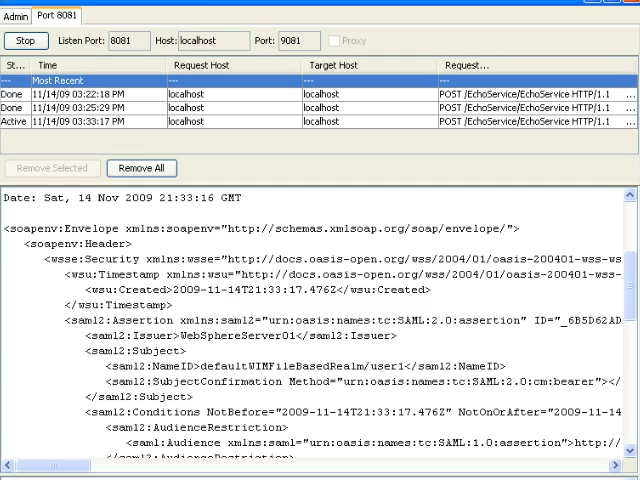 Admin Port 8081
Stop Listen Port: 8081 Host: localhost Port: 9081 Proxy
St... Time Request Host Target Host Request...
--- Most Recent --- --- ---
Done 11/14/09 03:22:18 PM localhost localhost POST /EchoService/EchoService HTTP/1.1 ...
Done 11/14/09 03:25:29 PM localhost localhost POST /EchoService/EchoService HTTP/1.1 ...
Active 11/14/09 03:33:17 PM localhost localhost POST /EchoService/EchoService HTTP/1.1 ...
Remove Selected Remove All
Date: Sat, 14 Nov 2009 21:33:16 GMT
<soapenv:Envelope xmlns:soapenv="http://schemas.xmlsoap.org/soap/envelope/">
<soapenv:Header>
<wsse:Security xmlns:wsse="http://docs.oasis-open.org/wss/2004/01/oasis-200401-wss-ws
<wsu:Timestamp xmlns:wsu="http://docs.oasis-open.org/wss/2004/01/oasis-200401-wss-
<wsu:Created>2009-11-14T21:33:17.476Z</wsu:Created>
</wsu:Timestamp>
<saml2:Assertion xmlns:saml2="urn:oasis:names:tc:SAML:2.0:assertion" ID="_6B5D62AD
<saml2:Issuer>WebSphereServer01</saml2:Issuer>
<saml2:Subject>
<saml2:NameID>defaultWIMFileBasedRealm/user1</saml2:NameID>
<saml2:SubjectConfirmation Method="urn:oasis:names:tc:SAML:2.0:cm:bearer"></
</saml2:Subject>
<saml2:Conditions NotBefore="2009-11-14T21:33:17.476Z" NotOnOrAfter="2009-11-14
<saml2:AudienceRestriction>
<saml:Audience xmlns:saml="urn:oasis:names:tc:SAML:1.0:assertion">http://
</saml2:AudienceRestriction>